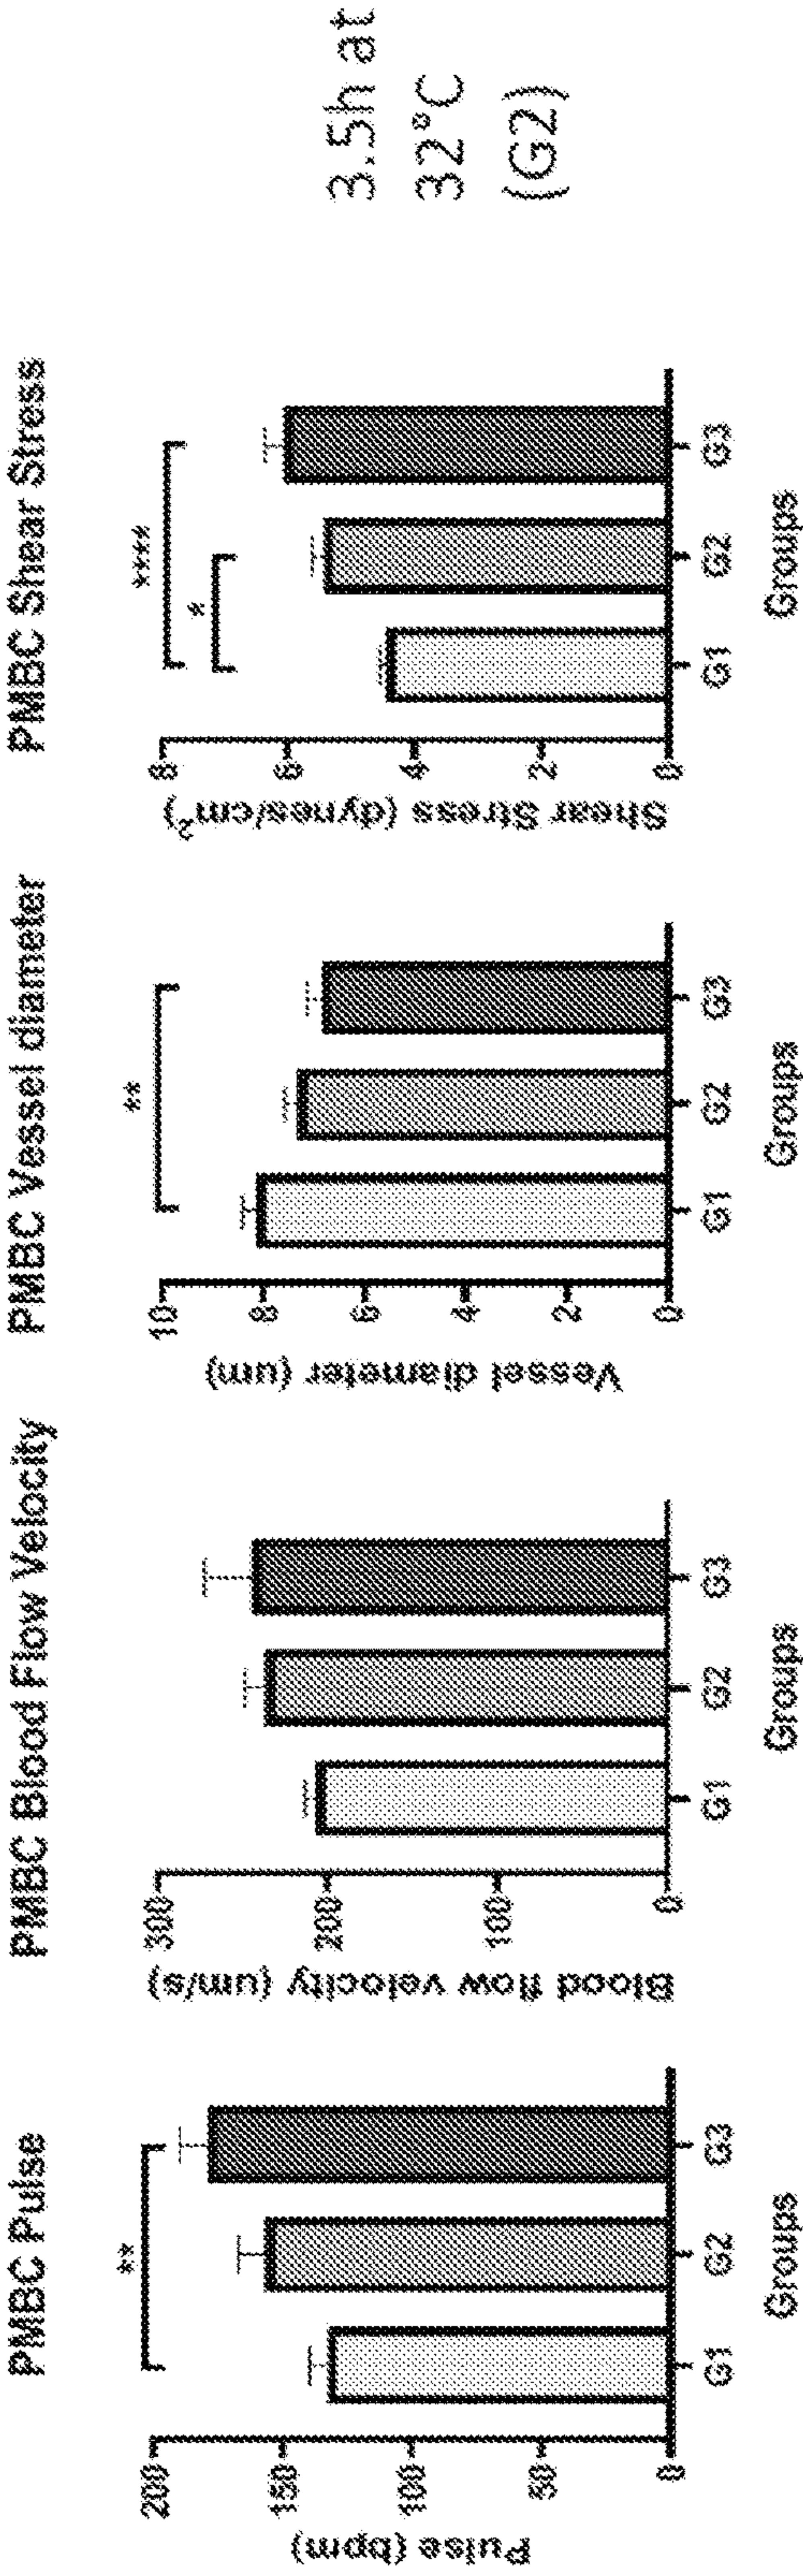 PMBC Pulse
Pulse (bpm)
200
150
100
50
0
**
G1
G2
G3
Groups
PMBC Blood Flow Velocity
Blood flow velocity (um/s)
300
200
100
0
G1
G2
G3
Groups
PMBC Vessel diameter
Vessel diameter (um)
10
8
6
4
2
0
**
G1
G2
G3
Groups
PMBC Shear Stress
Shear Stress (dynes/cm²)
8
6
4
2
0
****
*
G1
G2
G3
Groups
3.5h at
32°C
(G2)